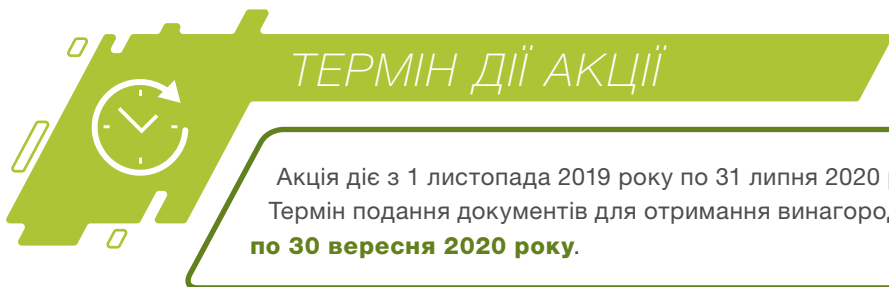 ТЕРМІН ДІЇ АКЦІЇ
Акція діє з 1 листопада 2019 року по 31 липня 2020
Термін подання документів для отримання
по 30 вересня 2020 року.